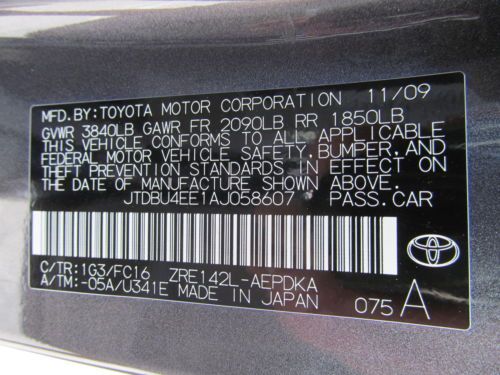 MFD.BY:TOYOTA MOTOR CORPORATION 11/09
GVWR 3840LB GAWR FR 2090LB RR 1850LB
THIS VEHICLE CONFORMS TO ALL APPLICABLE
FEDERAL MOTOR VEHICLE SAFETY,BUMPER,AND
THEFT PREVENTION STANDARDS IN EFFECT ON
THE DATE OF MANUFACTURE SHOWN ABOVE.
JTDBU4EE1AJ058607 PASS.CAR
C/TR:1G3/FC16 ZRE142L-AEPDKA
A/TM:-05A/U341E MADE IN JAPAN 075 A
TOYOTA